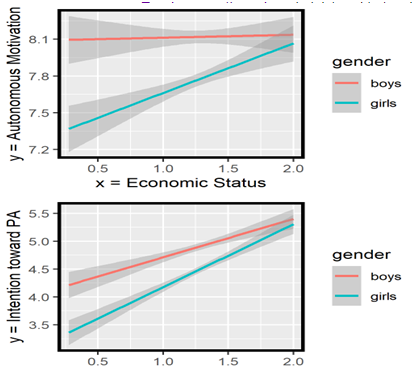 y = Autonomous Motivation
8.1
7.8
7.5
7.2
0.5 1.0 1.5 2.0
x = Economic Status
gender
boys
girls
y = Intention toward PA
5.5
5.0
4.5
4.0
3.5
0.5 1.0 1.5 2.0
gender
boys
girls